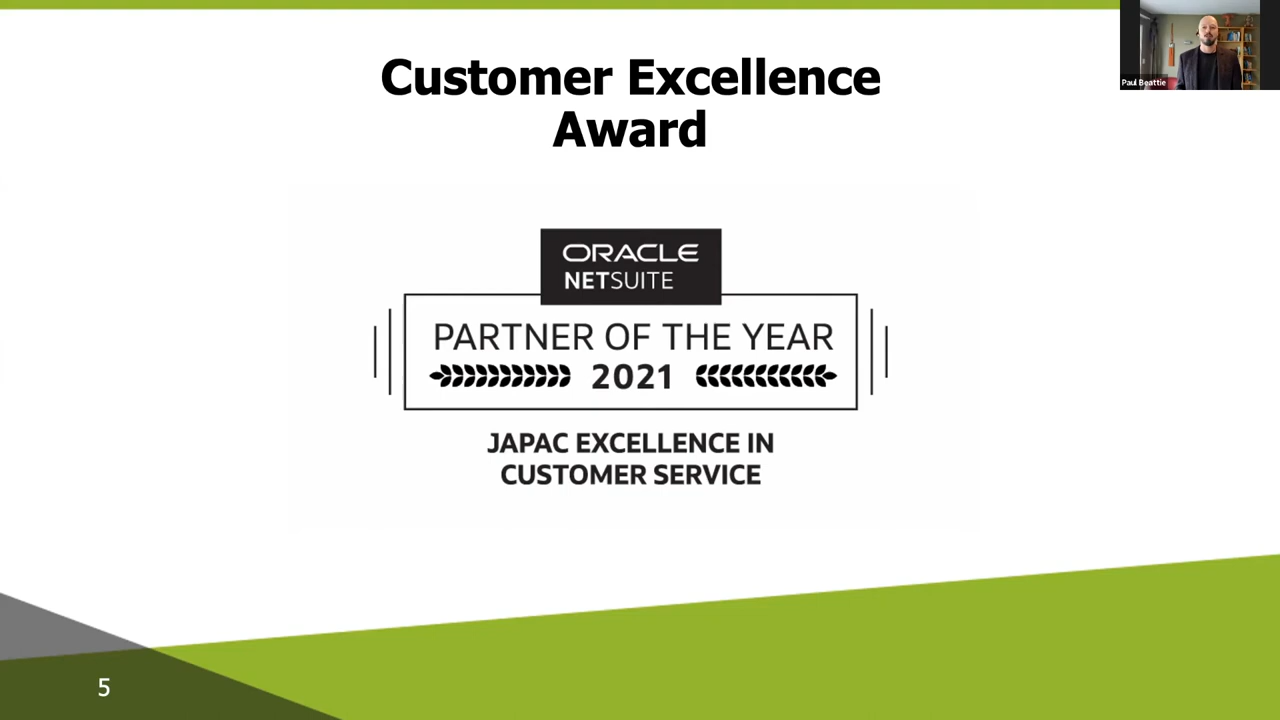 Customer Excellence
Award
Paul Beattie
ORACLE
NETSUITE
PARTNER OF THE YEAR
2021
JAPAC EXCELLENCE IN
CUSTOMER SERVICE
5